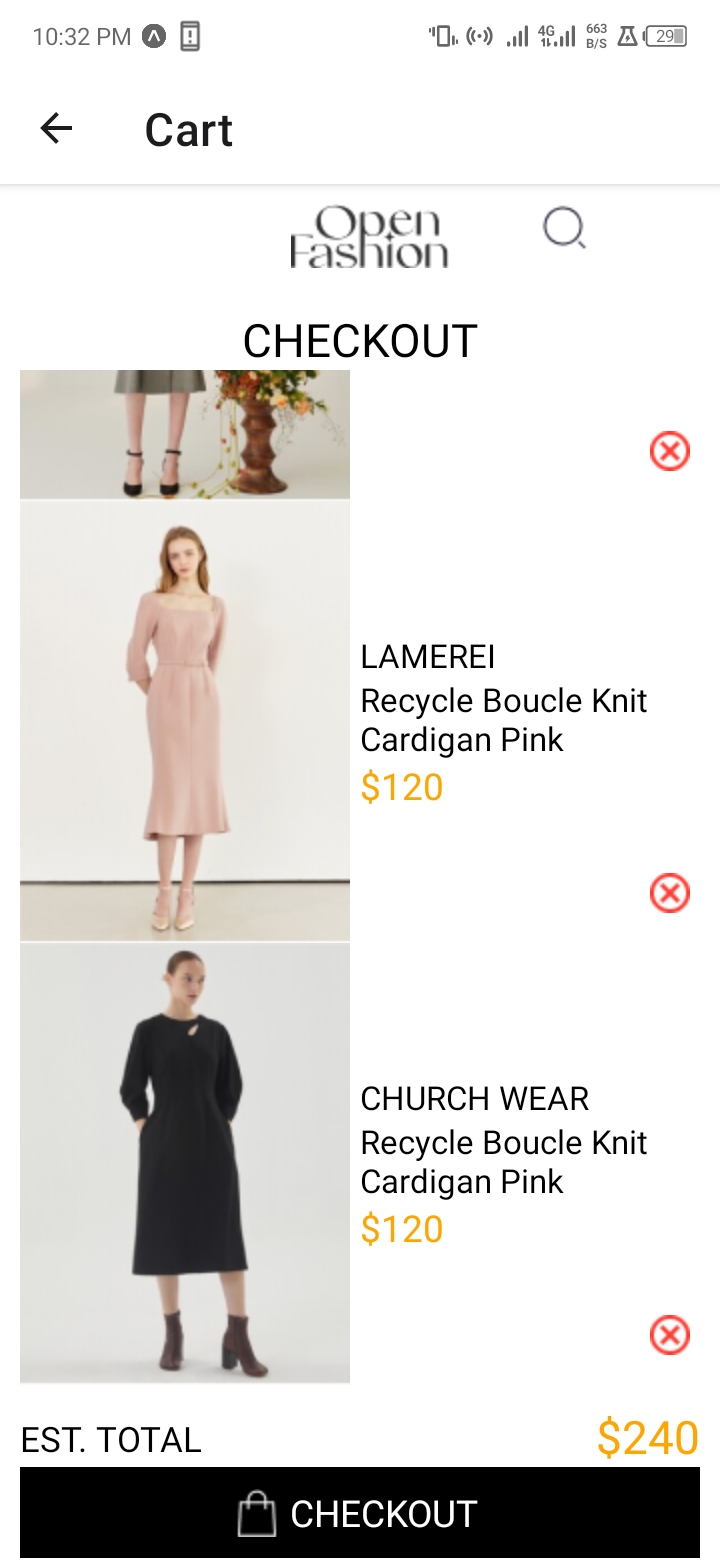 10:32 PM 4G 663 B/S 29
Cart
Open
Fashion
CHECKOUT
LAMEREI
Recycle Boucle Knit
Cardigan Pink
$120
CHURCH WEAR
Recycle Boucle Knit
Cardigan Pink
$120
EST. TOTAL $240
CHECKOUT